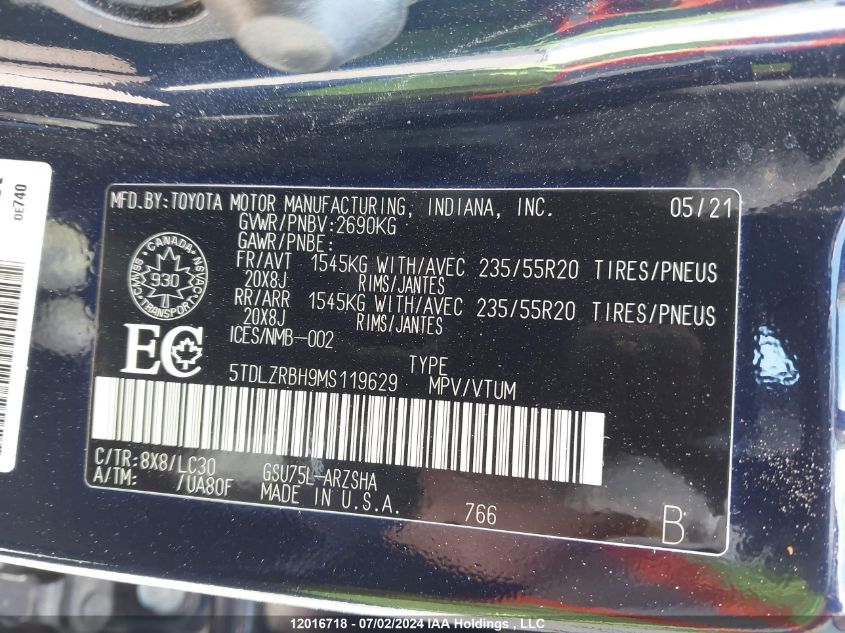 0E740
MFD.BY:TOYOTA MOTOR MANUFACTURING, INDIANA, INC. 05/21
GVWR/PNBV:2690KG
GAWR/PNBE:
FR/AVT 1545KG WITH/AVEC 235/55R20 TIRES/PNEUS
20X8J RIMS/JANTES
RR/ARR 1545KG WITH/AVEC 235/55R20 TIRES/PNEUS
20X8J RIMS/JANTES
ICES/NMB-002
CANADA
NSVAC
TRANSPORT
930
EC
TYPE
5TDLZRBH9MS119629 MPV/VTUM
C/TR:8X8/LC30 GSU75L-ARZSHA
A/TM: /UA80F MADE IN U.S.A. 766 B
12016718 - 07/02/2024 IAA Holdings, LLC